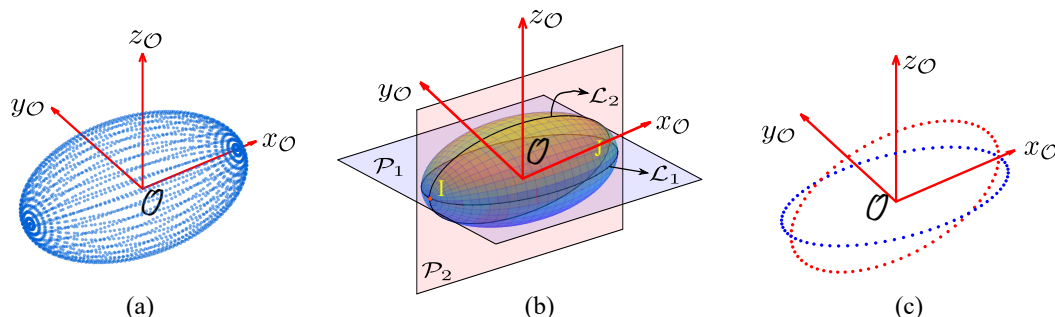 z𝒪
y𝒪
x𝒪
𝒪
(a)
z𝒪
y𝒪
ℒ₂
x𝒪
𝒫₁
𝒪
J
I
ℒ₁
𝒫₂
(b)
z𝒪
y𝒪
x𝒪
𝒪
(c)